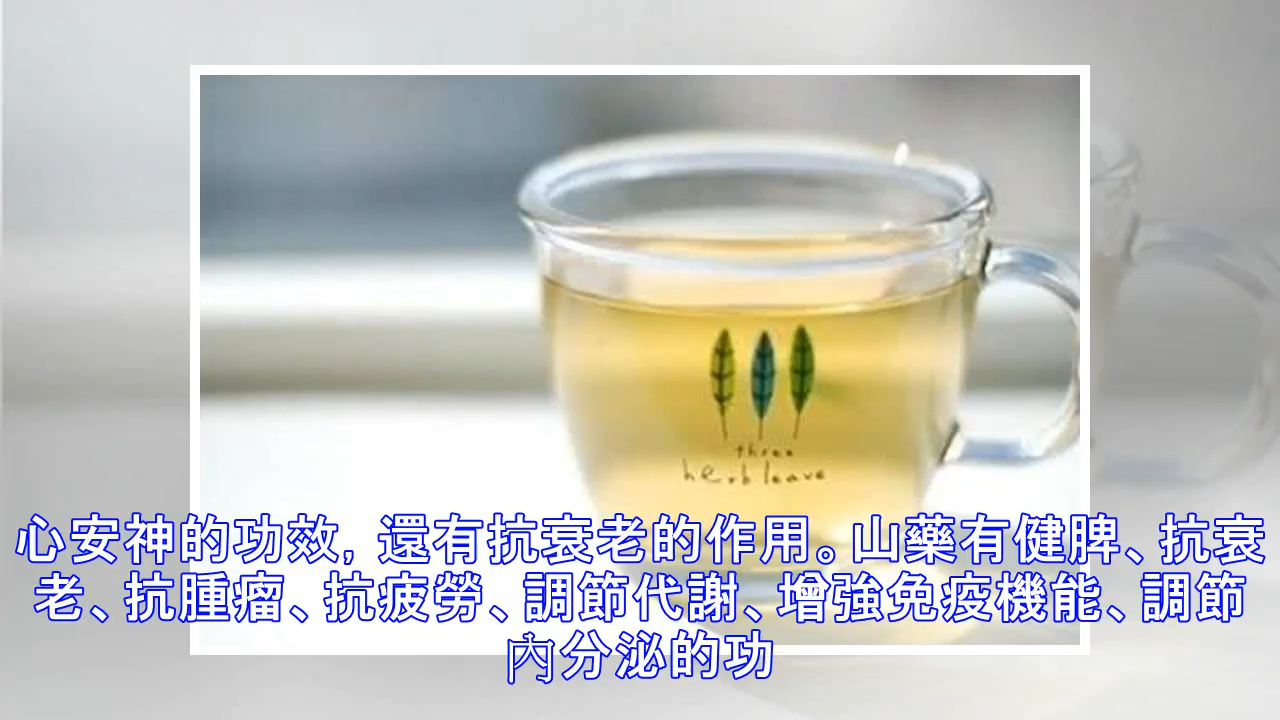 three
herb leave
心安神的功效, 還有抗衰老的作用。山藥有健脾、抗衰
老、抗腫瘤、抗疲勞、調節代謝、增強免疫機能、調節
內分泌的功